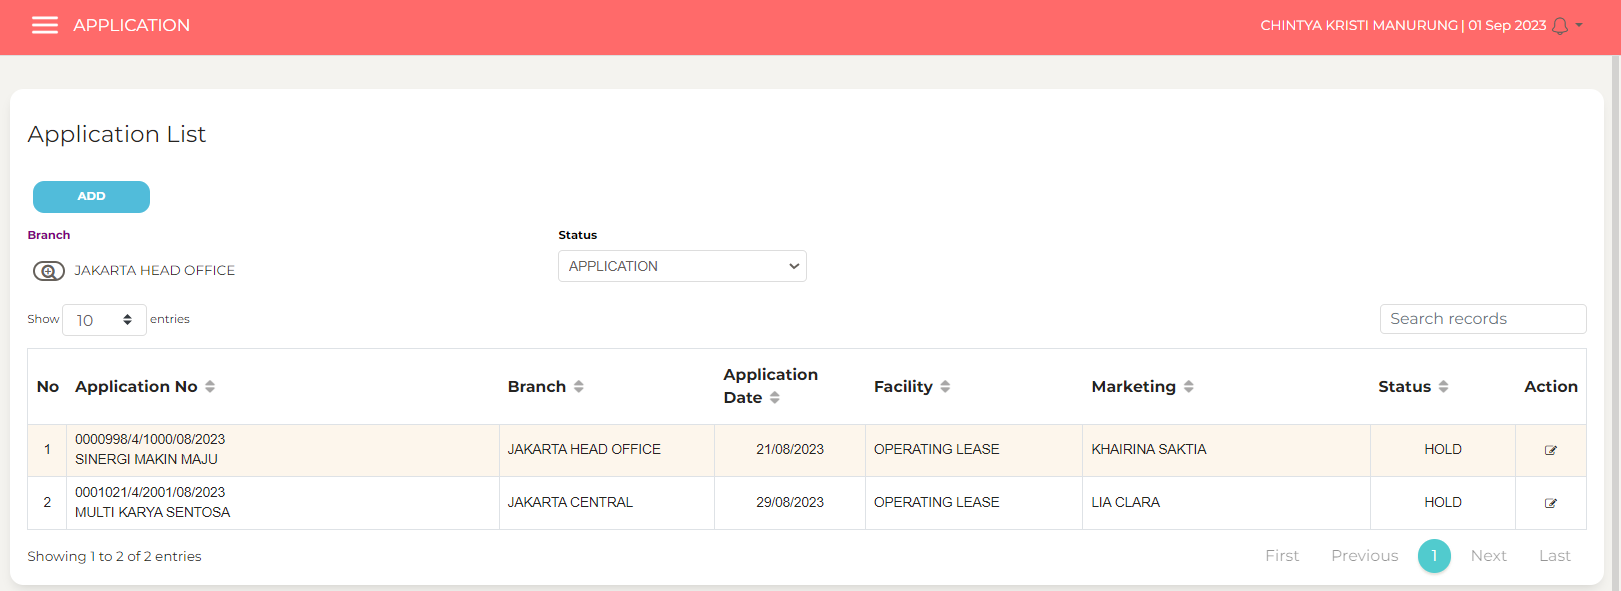 APPLICATION
CHINTYA KRISTI MANURUNG | 01 Sep 2023
Application List
ADD
Branch
Status
JAKARTA HEAD OFFICE
APPLICATION
Show 10 entries
Search records
No Application No Branch Application Date Facility Marketing Status Action
1 0000998/4/1000/08/2023 JAKARTA HEAD OFFICE 21/08/2023 OPERATING LEASE KHAIRINA SAKTIA HOLD
SINERGI MAKIN MAJU
2 0001021/4/2001/08/2023 JAKARTA CENTRAL 29/08/2023 OPERATING LEASE LIA CLARA HOLD
MULTI KARYA SENTOSA
Showing 1 to 2 of 2 entries
First Previous 1 Next Last